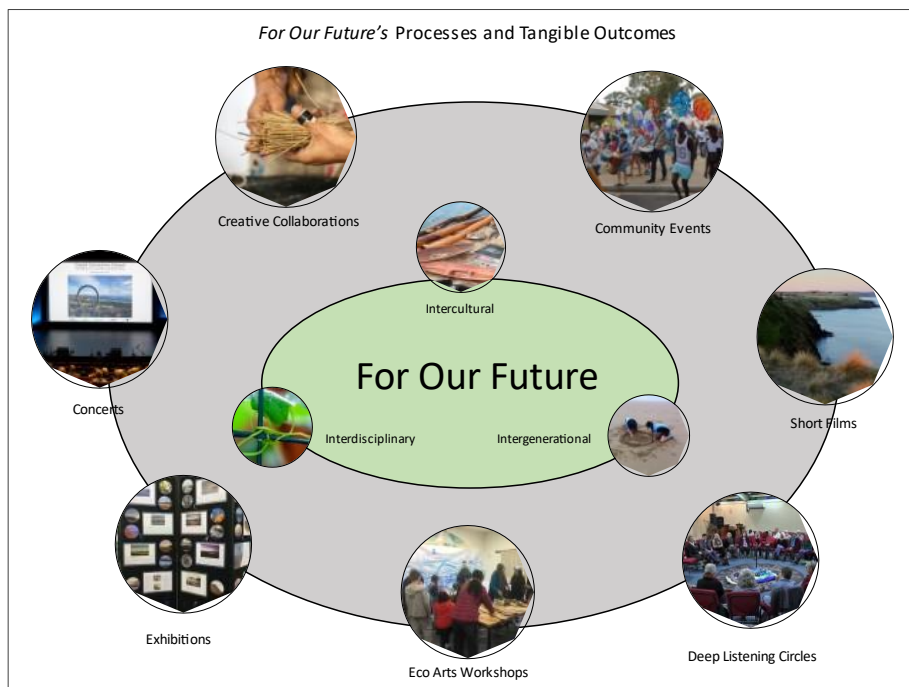 For Our Future's Processes and Tangible Outcomes
Creative Collaborations
Community Events
Intercultural
For Our Future
Concerts
Short Films
Interdisciplinary
Intergenerational
Exhibitions
Eco Arts Workshops
Deep Listening Circles